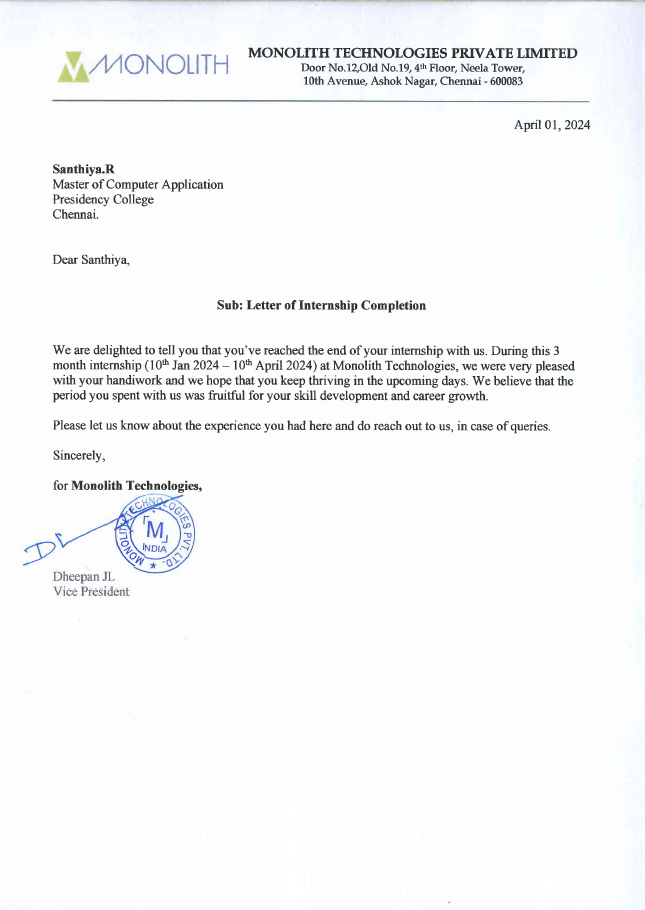 MONOLITH
MONOLITH TECHNOLOGIES PRIVATE LIMITED
Door No.12,Old No.19, 4th Floor, Neela Tower,
10th Avenue, Ashok Nagar, Chennai - 600083
April 01, 2024
Santhiya.R
Master of Computer Application
Presidency College
Chennai.
Dear Santhiya,
Sub: Letter of Internship Completion
We are delighted to tell you that you've reached the end of your internship with us. During this 3
month internship (10th Jan 2024 – 10th April 2024) at Monolith Technologies, we were very pleased
with your handiwork and we hope that you keep thriving in the upcoming days. We believe that the
period you spent with us was fruitful for your skill development and career growth.
Please let us know about the experience you had here and do reach out to us, in case of queries.
Sincerely,
for Monolith Technologies,
MONOLITH TECHNOLOGIES PVT. LTD.
M
INDIA
Dheepan JL
Vice President